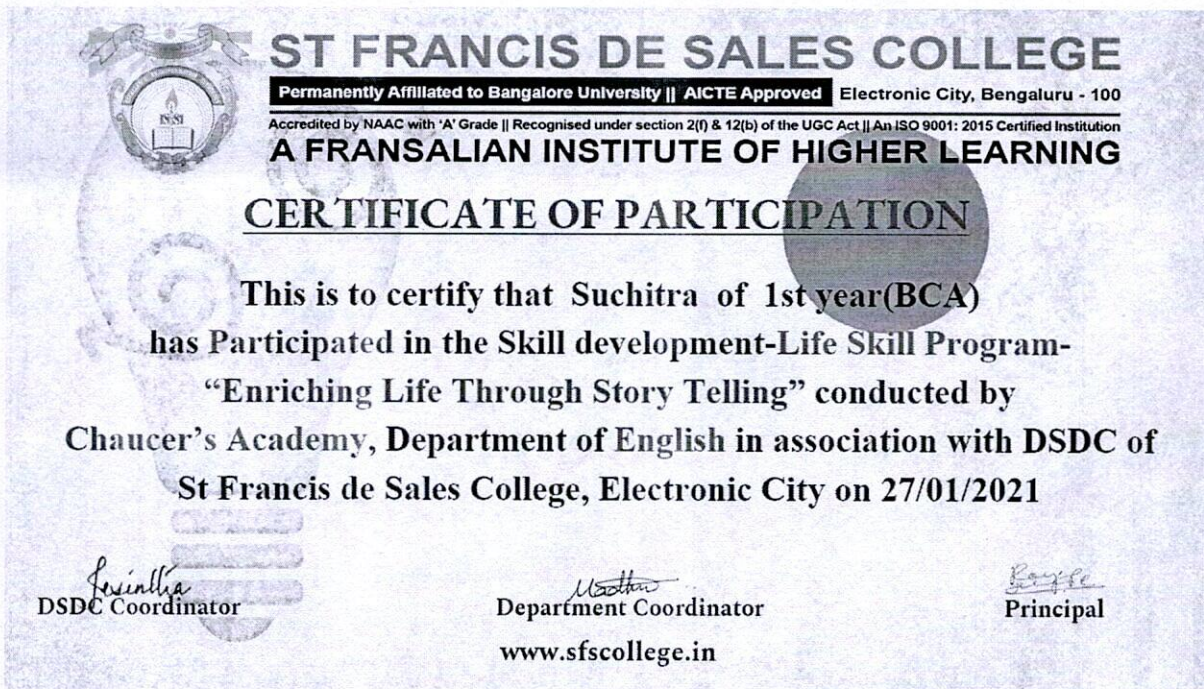 ST FRANCIS DE SALES COLLEGE
Permanently Affiliated to Bangalore University || AICTE Approved Electronic City, Bengaluru - 100
Accredited by NAAC with 'A' Grade || Recognised under section 2(f) & 12(b) of the UGC Act || An ISO 9001: 2015 Certified Institution
A FRANSALIAN INSTITUTE OF HIGHER LEARNING
CERTIFICATE OF PARTICIPATION
This is to certify that Suchitra of 1st year(BCA)
has Participated in the Skill development-Life Skill Program-
“Enriching Life Through Story Telling” conducted by
Chaucer’s Academy, Department of English in association with DSDC of
St Francis de Sales College, Electronic City on 27/01/2021
DSDC Coordinator
Department Coordinator
Principal
www.sfscollege.in